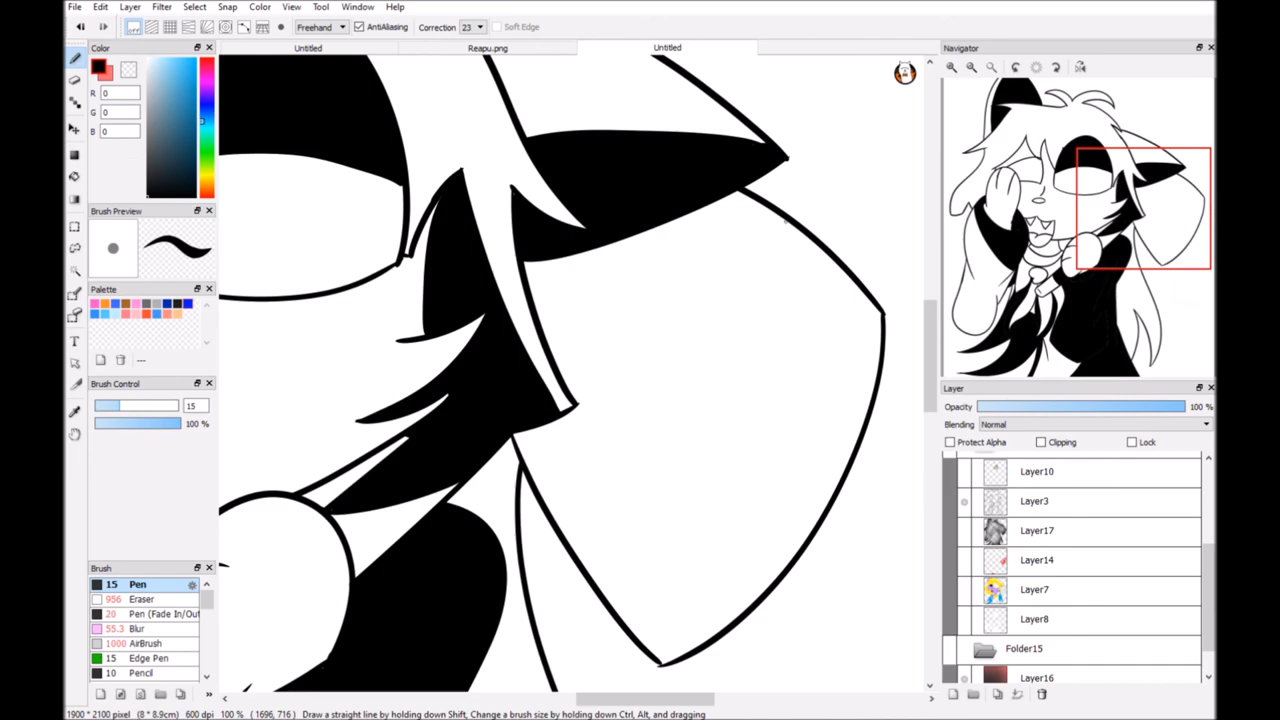 File Edit Layer Filter Select Snap Color View Tool Window Help
off Freehand AntiAliasing Correction 23 Soft Edge
Color
Untitled Reapu.png Untitled
Navigator
R 0
G 0
B 0
Brush Preview
Palette
---
Brush Control
15
100 %
Brush
15 Pen
956 Eraser
20 Pen (Fade In/Out
55.3 Blur
1000 AirBrush
15 Edge Pen
10 Pencil
Layer
Opacity 100 %
Blending Normal
Protect Alpha Clipping Lock
Layer10
Layer3
Layer17
Layer14
Layer7
Layer8
Folder15
Layer16
1900 * 2100 pixel (8 * 8.9cm) 600 dpi 100 % ( 1696, 716 ) Draw a straight line by holding down Shift, Change a brush size by holding down Ctrl, Alt, and dragging